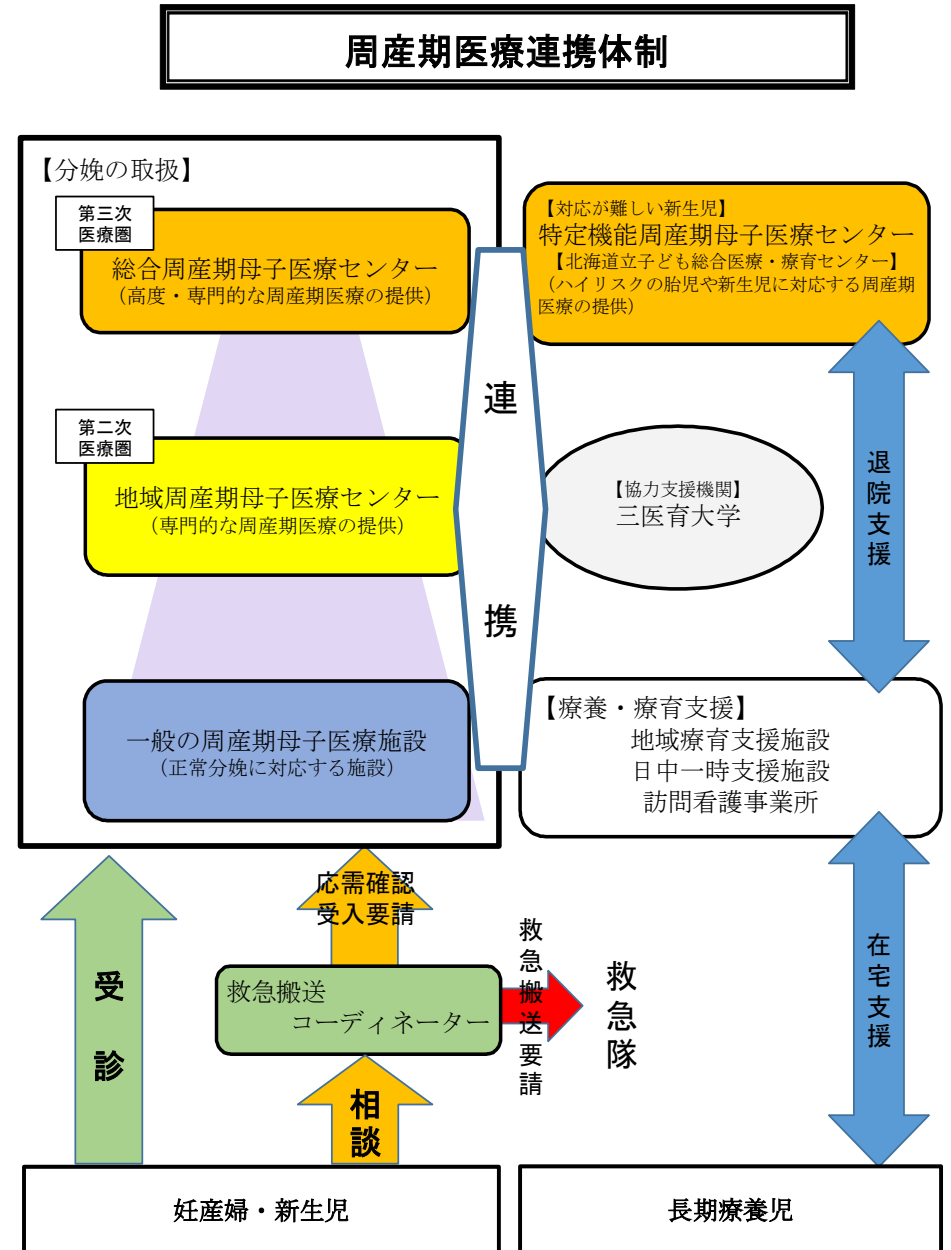 周産期医療連携体制
【分娩の取扱】
第三次
医療圏
総合周産期母子医療センター
(高度・専門的な周産期医療の提供)
第二次
医療圏
地域周産期母子医療センター
(専門的な周産期医療の提供)
一般の周産期母子医療施設
(正常分娩に対応する施設)
連携
【対応が難しい新生児】
特定機能周産期母子医療センター
【北海道立子ども総合医療・療育センター】
(ハイリスクの胎児や新生児に対応する周産期
医療の提供)
【協力支援機関】
三医育大学
退院支援
【療養・療育支援】
地域療育支援施設
日中一時支援施設
訪問看護事業所
応需確認
受入要請
救急搬送
コーディネーター
救急搬送要請
救急隊
受診
相談
在宅支援
妊産婦・新生児
長期療養児